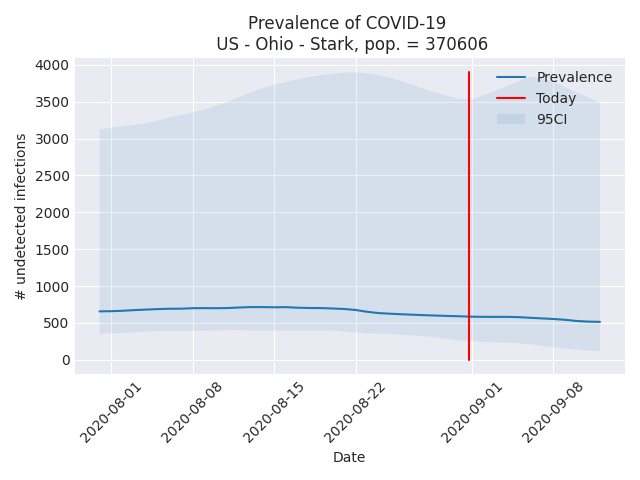 Prevalence of COVID-19
US - Ohio - Stark, pop. = 370606
# undetected infections
4000
3500
3000
2500
2000
1500
1000
500
0
Prevalence
Today
95CI
2020-08-01
2020-08-08
2020-08-15
2020-08-22
2020-09-01
2020-09-08
Date